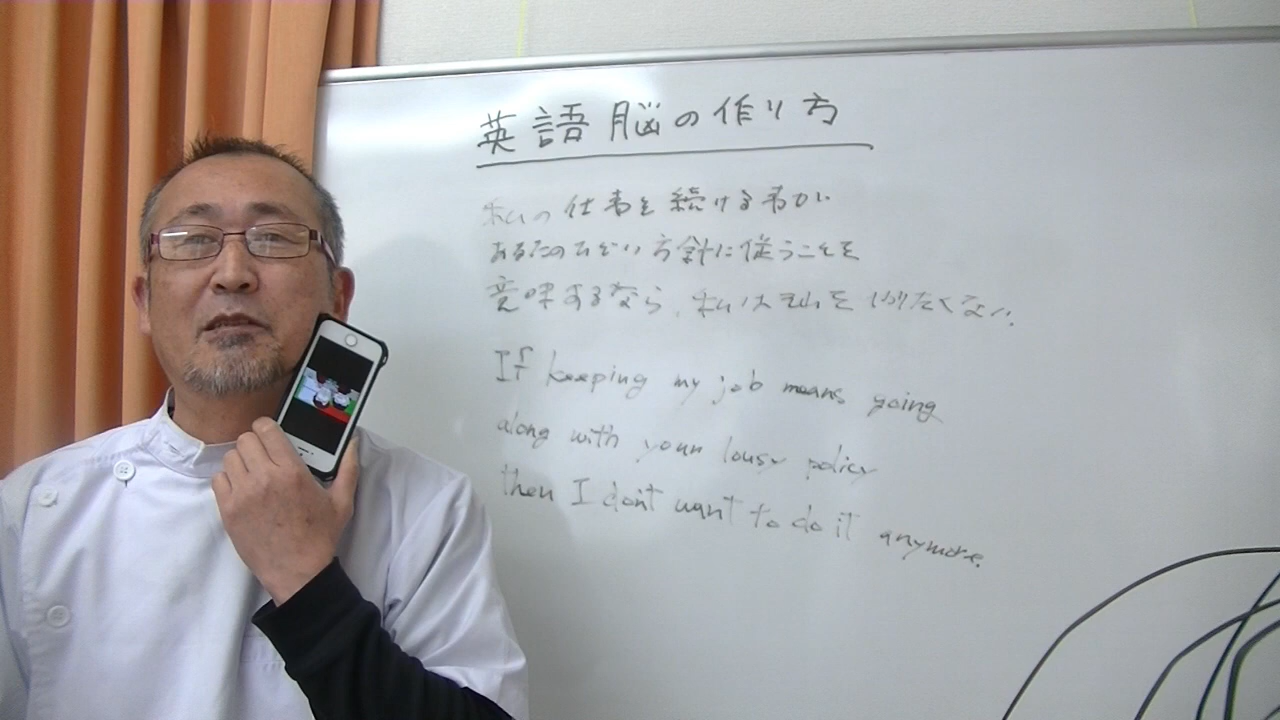 英語脳の作り方
私の仕事を続ける事が
あなたのひどい方針に従うことを
意味するなら、私はそれをやりたくない.
If keeping my job means going
along with your lousy policy
then I don't want to do it anymore.